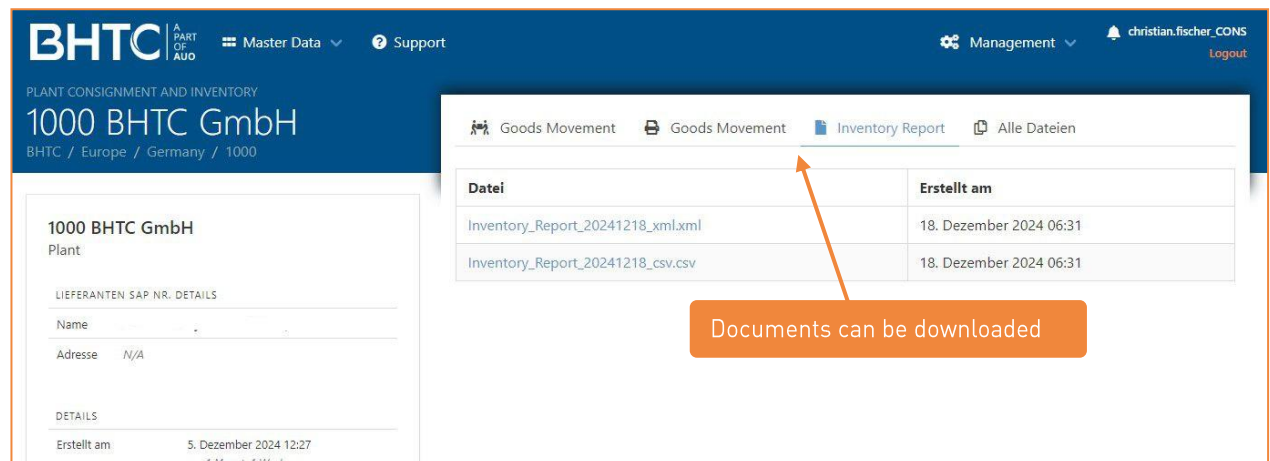 BHTC A PART OF AUO
Master Data
Support
Management
christian.fischer_CONS
Logout
PLANT CONSIGNMENT AND INVENTORY
1000 BHTC GmbH
BHTC / Europe / Germany / 1000
Goods Movement
Goods Movement
Inventory Report
Alle Dateien
Datei
Erstellt am
Inventory_Report_20241218_xml.xml
18. Dezember 2024 06:31
Inventory_Report_20241218_csv.csv
18. Dezember 2024 06:31
Documents can be downloaded
1000 BHTC GmbH
Plant
LIEFERANTEN SAP NR. DETAILS
Name
Adresse N/A
DETAILS
Erstellt am 5. Dezember 2024 12:27